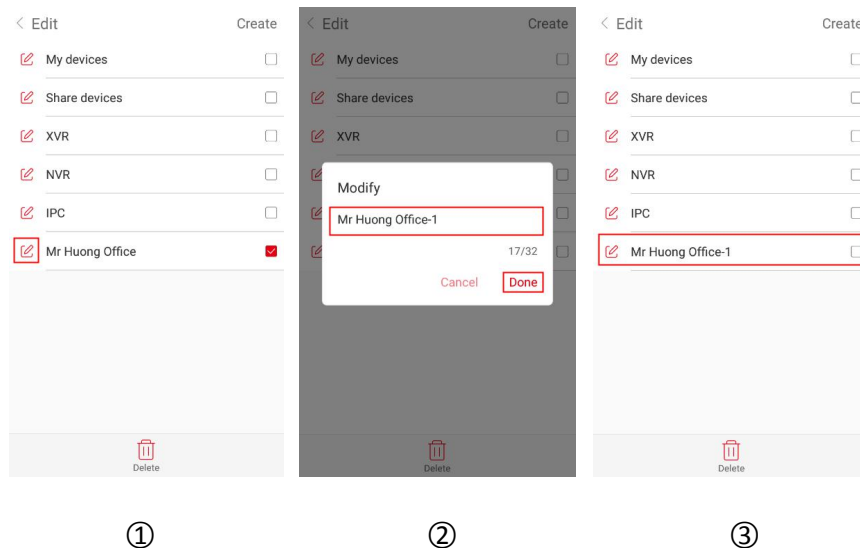 < Edit Create
My devices
Share devices
XVR
NVR
IPC
Mr Huong Office
Delete
①
< Edit Create
My devices
Share devices
XVR
Modify
Mr Huong Office-1
17/32
Cancel Done
Delete
②
< Edit Create
My devices
Share devices
XVR
NVR
IPC
Mr Huong Office-1
Delete
③